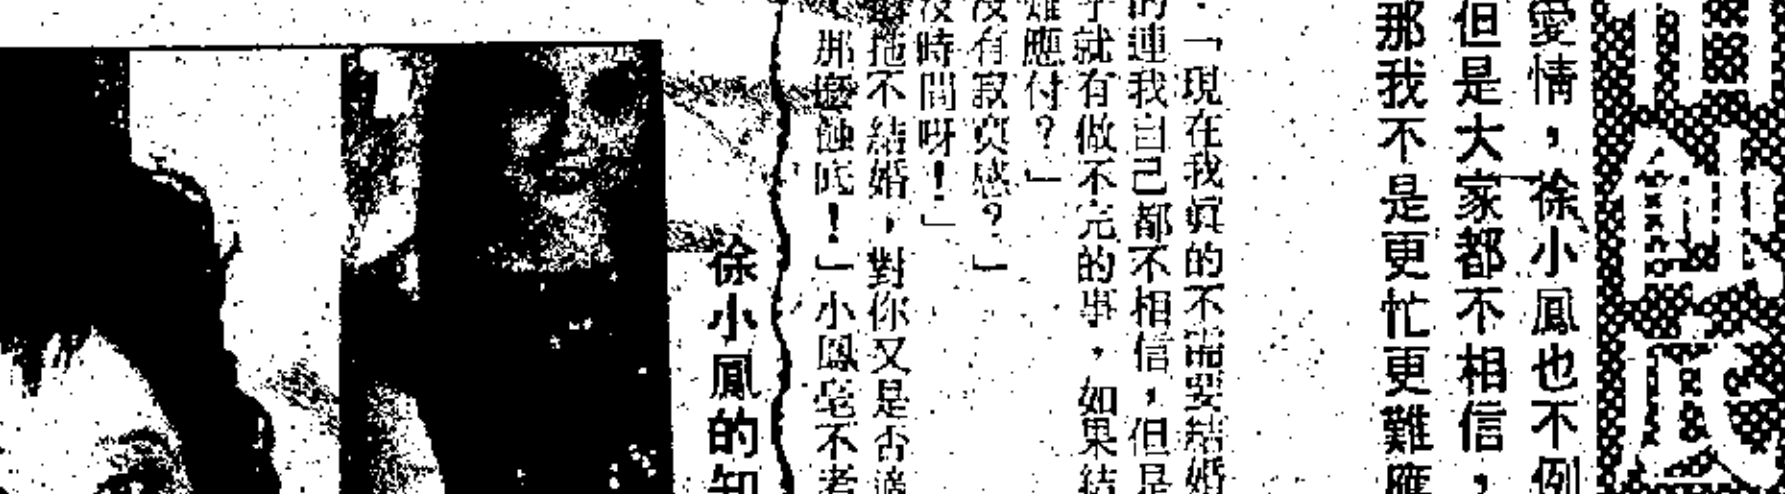 愛情，徐小鳳也不例
但是大家都不相信，
那我不是更忙更難應
「現在我眞的不需要結婚
的連我自己都不相信，但是
子就有做不完的事，如果結
難應付？」
沒有寂寞感？」
沒時間呀！」
拖不結婚，對你又是否適
那麼蝕底！」小鳳毫不考
徐小鳳的知